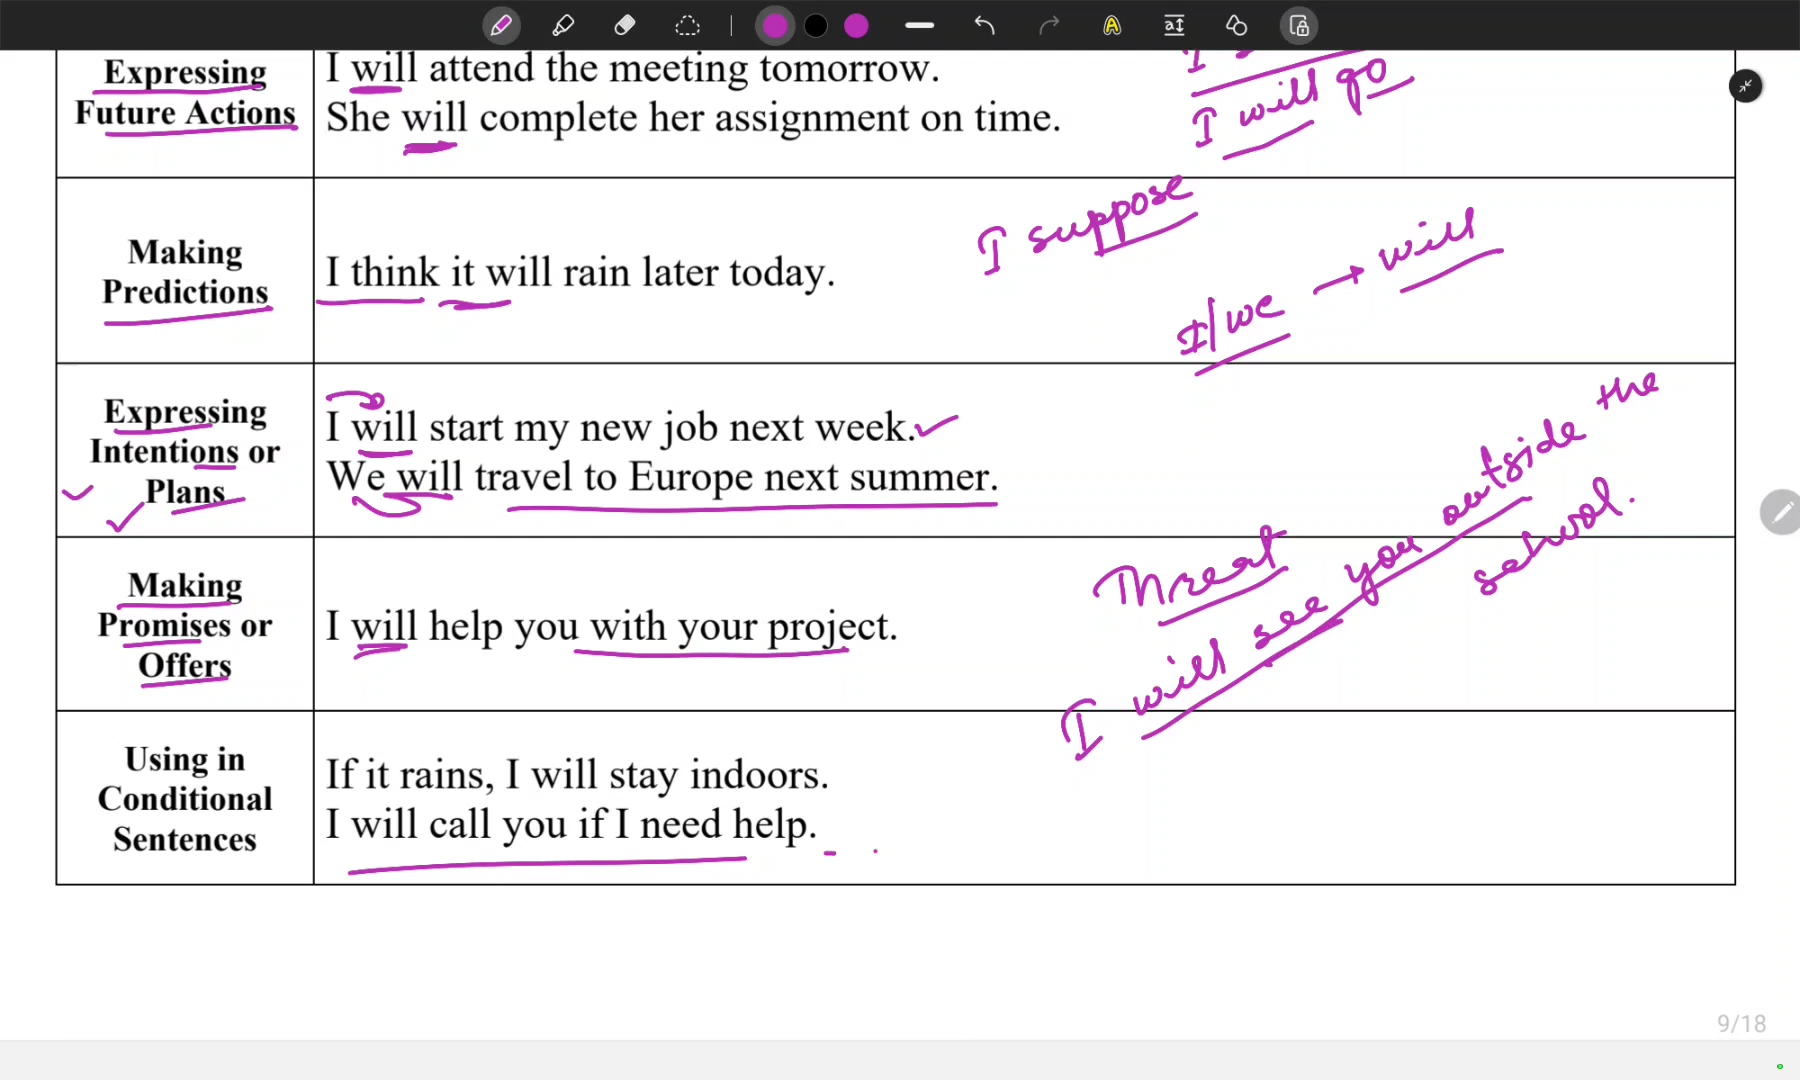 Expressing
Future Actions
I will attend the meeting tomorrow.
She will complete her assignment on time.
I will go
Making
Predictions
I think it will rain later today.
I suppose
I/we → will
Expressing
Intentions or
Plans
I will start my new job next week.
We will travel to Europe next summer.
Making
Promises or
Offers
I will help you with your project.
Threat
I will see you outside the
school.
Using in
Conditional
Sentences
If it rains, I will stay indoors.
I will call you if I need help.
9/18